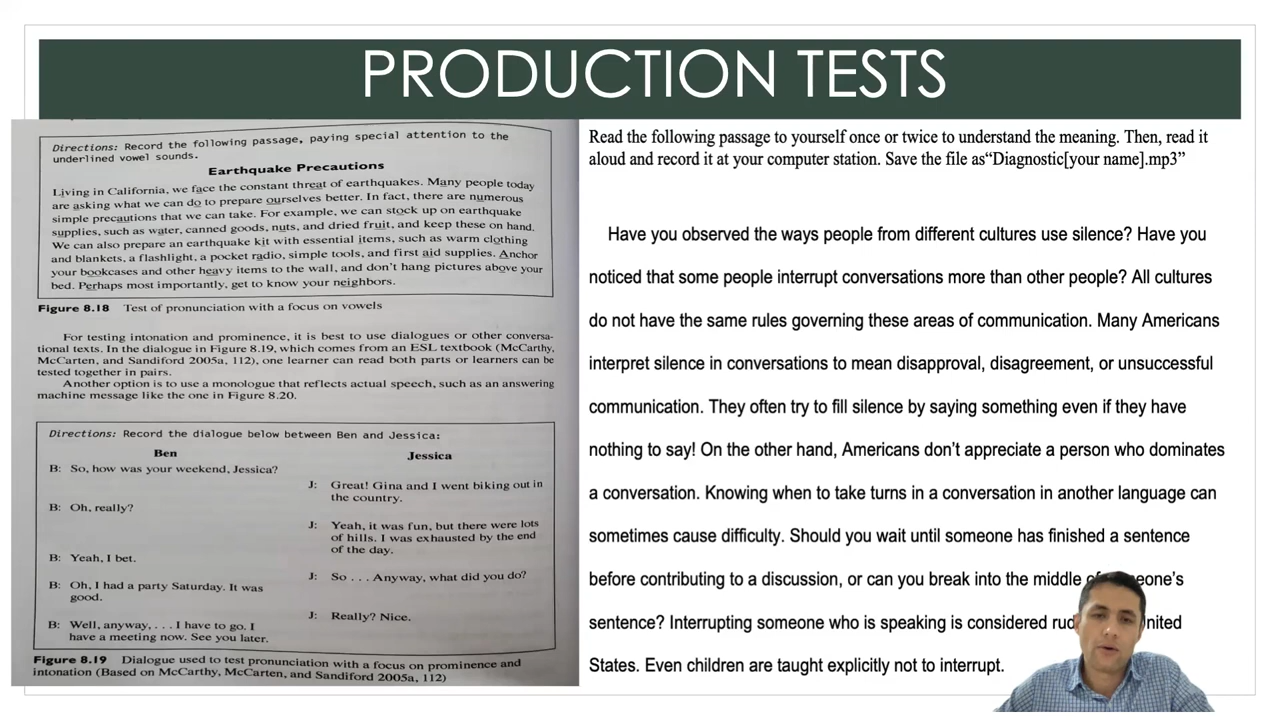 PRODUCTION TESTS
Directions: Record the following passage, paying special attention to the
underlined vowel sounds.
Earthquake Precautions
Living in California, we face the constant threat of earthquakes. Many people today
are asking what we can do to prepare ourselves better. In fact, there are numerous
simple precautions that we can take. For example, we can stock up on earthquake
supplies, such as water, canned goods, nuts, and dried fruit, and keep these on hand.
We can also prepare an earthquake kit with essential items, such as warm clothing
and blankets, a flashlight, a pocket radio, simple tools, and first aid supplies. Anchor
your bookcases and other heavy items to the wall, and don't hang pictures above your
bed. Perhaps most importantly, get to know your neighbors.
Figure 8.18 Test of pronunciation with a focus on vowels
For testing intonation and prominence, it is best to use dialogues or other conversa-
tional texts. In the dialogue in Figure 8.19, which comes from an ESL textbook (McCarthy,
McCarten, and Sandiford 2005a, 112), one learner can read both parts or learners can be
tested together in pairs.
Another option is to use a monologue that reflects actual speech, such as an answering
machine message like the one in Figure 8.20.
Directions: Record the dialogue below between Ben and Jessica:
Ben
Jessica
B: So, how was your weekend, Jessica?
J: Great! Gina and I went biking out in
the country.
B: Oh, really?
J: Yeah, it was fun, but there were lots
of hills. I was exhausted by the end
of the day.
B: Yeah, I bet.
J: So . . . Anyway, what did you do?
B: Oh, I had a party Saturday. It was
good.
J: Really? Nice.
B: Well, anyway, . . . I have to go. I
have a meeting now. See you later.
Figure 8.19 Dialogue used to test pronunciation with a focus on prominence and
intonation (Based on McCarthy, McCarten, and Sandiford 2005a, 112)
Read the following passage to yourself once or twice to understand the meaning. Then, read it
aloud and record it at your computer station. Save the file as“Diagnostic[your name].mp3”
Have you observed the ways people from different cultures use silence? Have you
noticed that some people interrupt conversations more than other people? All cultures
do not have the same rules governing these areas of communication. Many Americans
interpret silence in conversations to mean disapproval, disagreement, or unsuccessful
communication. They often try to fill silence by saying something even if they have
nothing to say! On the other hand, Americans don’t appreciate a person who dominates
a conversation. Knowing when to take turns in a conversation in another language can
sometimes cause difficulty. Should you wait until someone has finished a sentence
before contributing to a discussion, or can you break into the middle
sentence? Interrupting someone who is speaking is considered
States. Even children are taught explicitly not to interrupt.